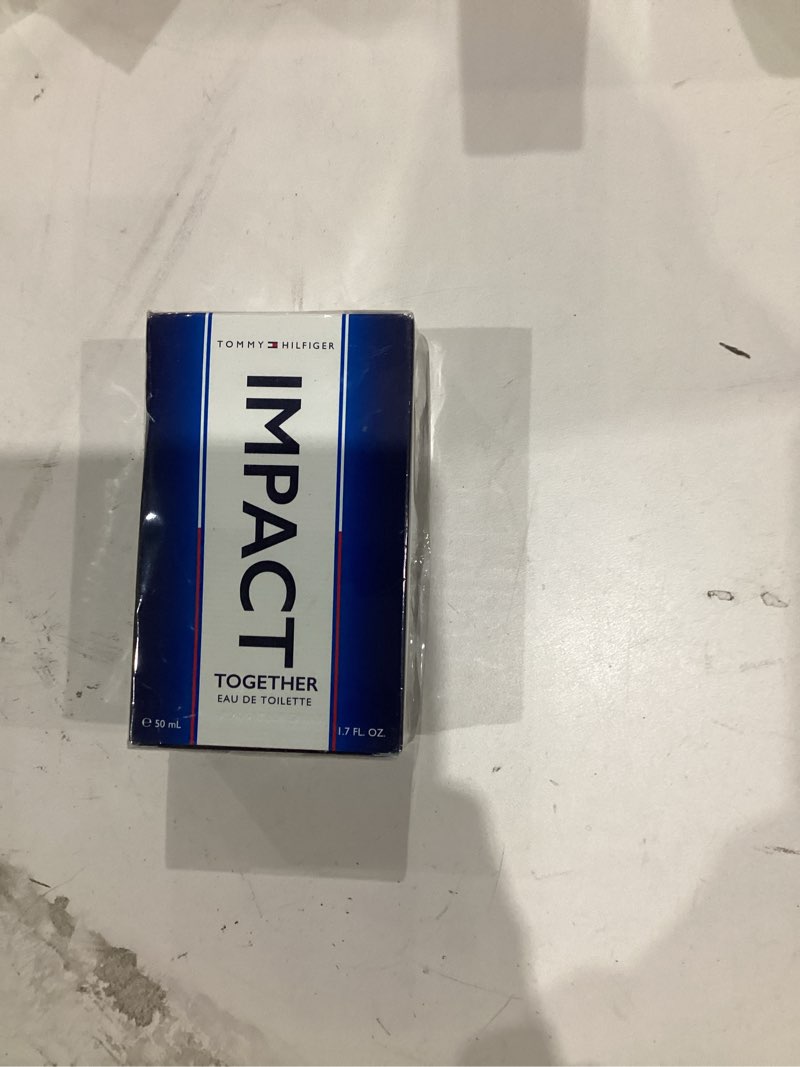 TOMMY HILFIGER
IMPACT
TOGETHER
EAU DE TOILETTE
℮ 50 mL
1.7 FL. OZ.